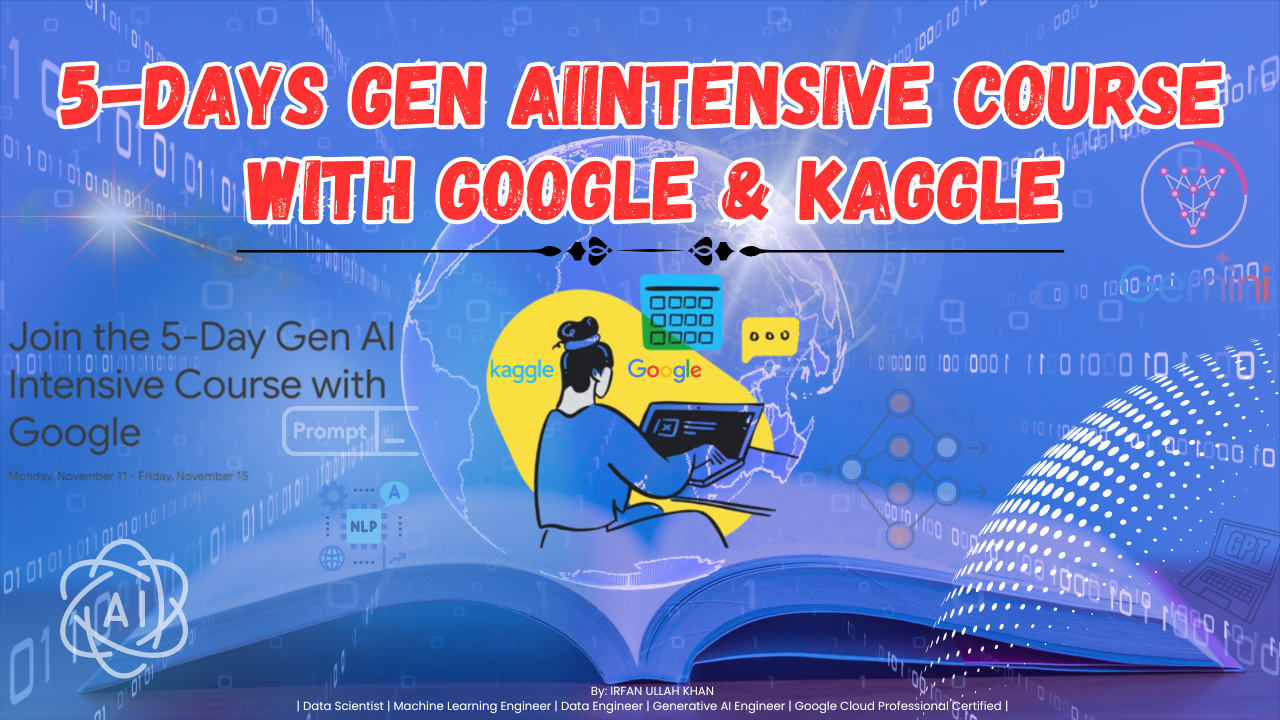 5-DAYS GEN AIIINTENSIVE COURSE
WITH GOOGLE & KAGGLE
Gemini
Join the 5-Day Gen AI
Intensive Course with
Google
Monday, November 11 - Friday, November 15
kaggle
Google
Prompt
A
NLP
AI
GPT
By: IRFAN ULLAH KHAN
| Data Scientist | Machine Learning Engineer | Data Engineer | Generative AI Engineer | Google Cloud Professional Certified |